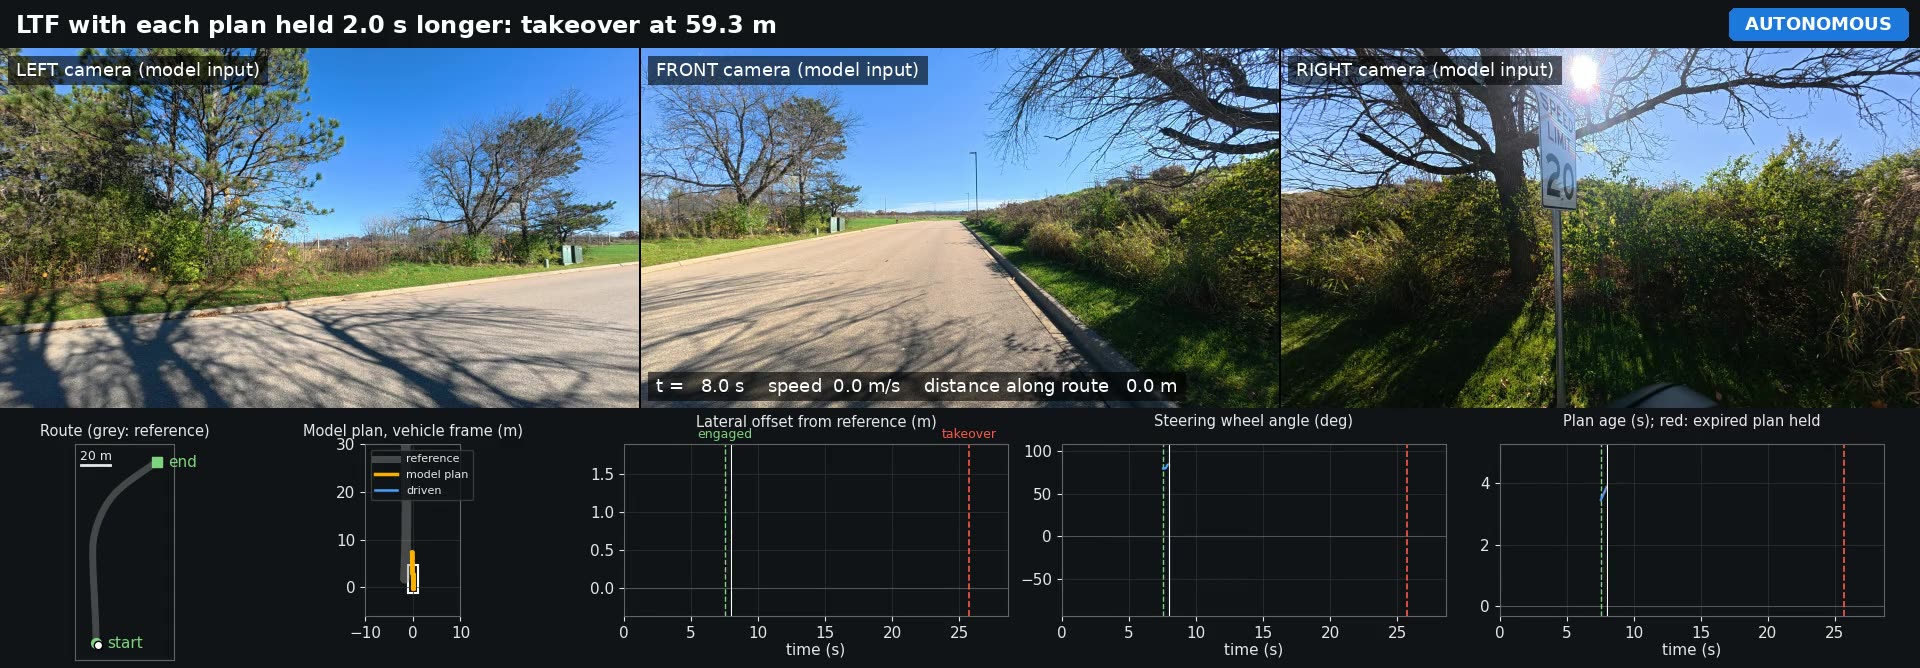 LTF with each plan held 2.0 s longer: takeover at 59.3 m
AUTONOMOUS
LEFT camera (model input)
FRONT camera (model input)
RIGHT camera (model input)
SPEED
LIMIT
20
t = 8.0 s speed 0.0 m/s distance along route 0.0 m
Route (grey: reference)
20 m
end
start
Model plan, vehicle frame (m)
30
20
10
0
−10 0 10
reference
model plan
driven
Lateral offset from reference (m)
engaged
takeover
1.5
1.0
0.5
0.0
0 5 10 15 20 25
time (s)
Steering wheel angle (deg)
100
50
0
−50
0 5 10 15 20 25
time (s)
Plan age (s); red: expired plan held
4
2
0
0 5 10 15 20 25
time (s)